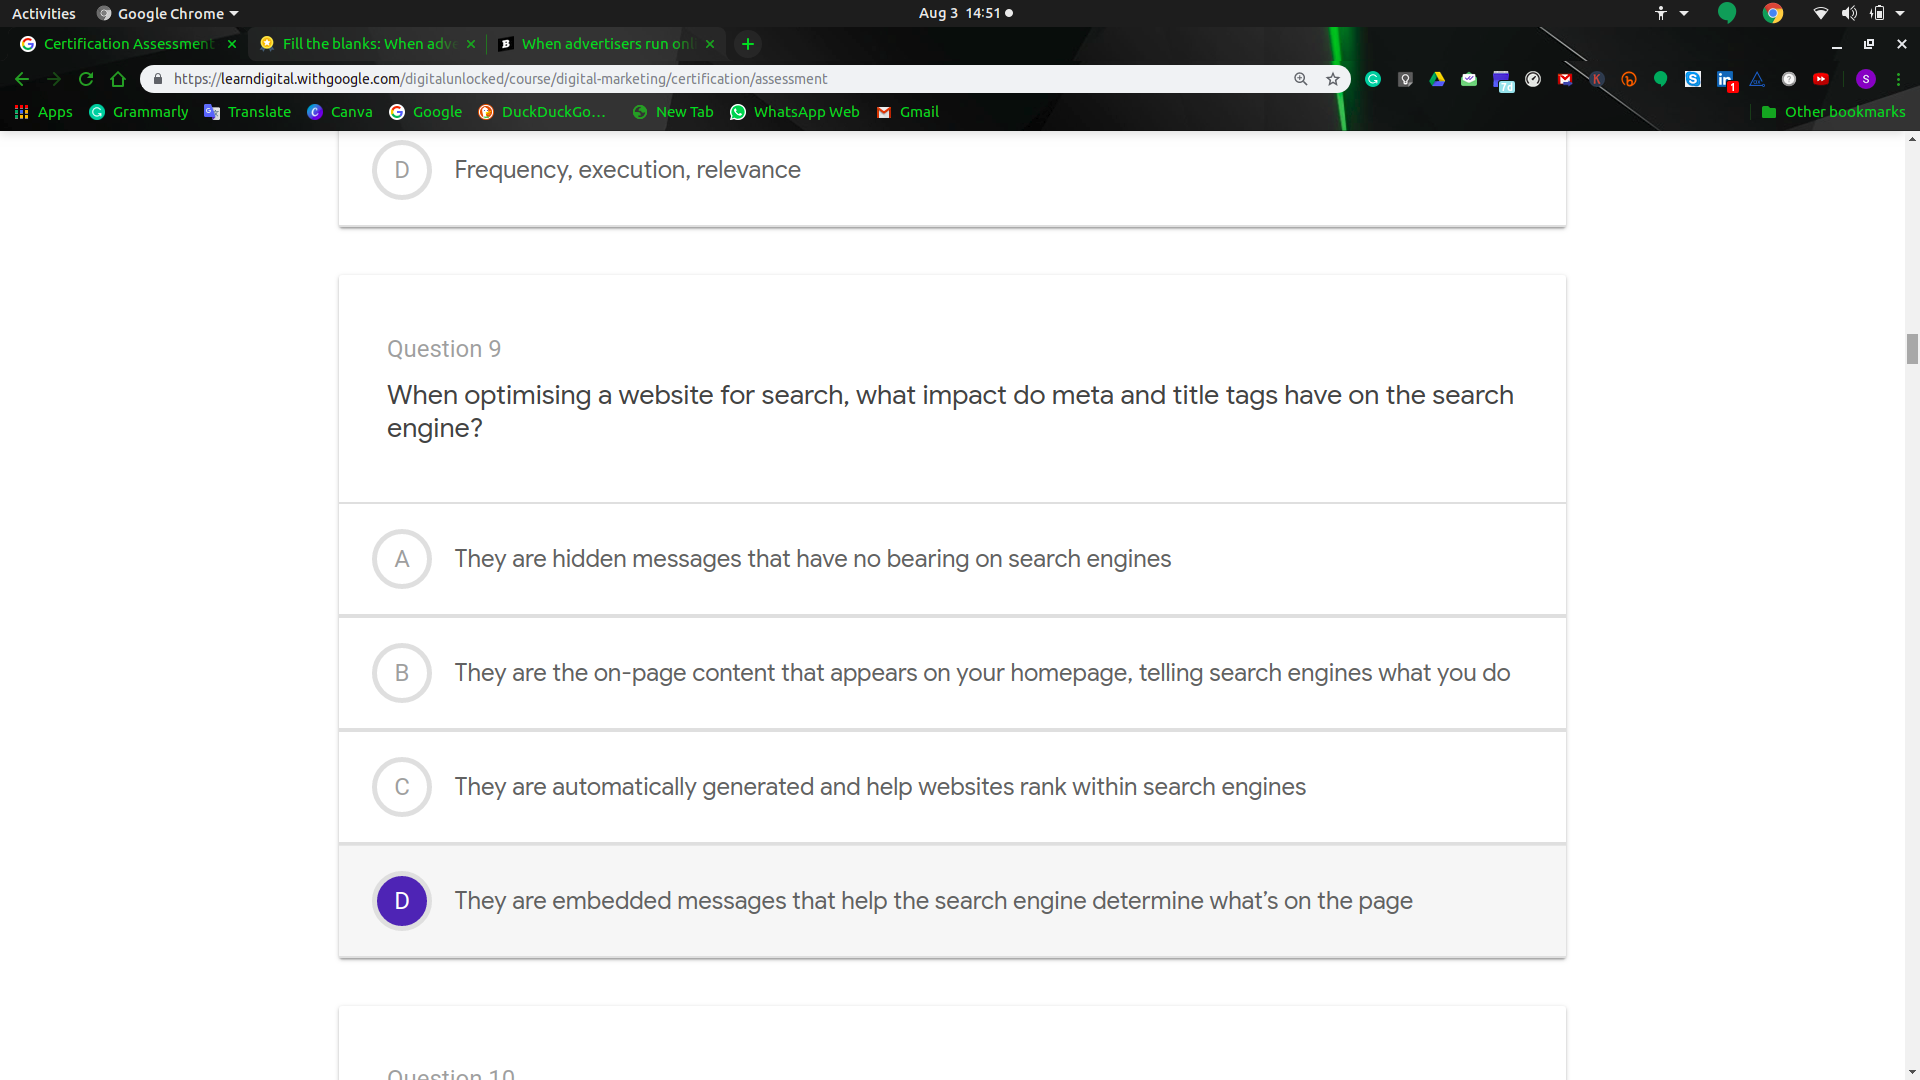 Activities Google Chrome Aug 3 14:51
Certification Assessment Fill the blanks: When adve When advertisers run onl
https://learndigital.withgoogle.com/digitalunlocked/course/digital-marketing/certification/assessment
Apps Grammarly Translate Canva Google DuckDuckGo... New Tab WhatsApp Web Gmail Other bookmarks
D Frequency, execution, relevance
Question 9
When optimising a website for search, what impact do meta and title tags have on the search
engine?
A They are hidden messages that have no bearing on search engines
B They are the on-page content that appears on your homepage, telling search engines what you do
C They are automatically generated and help websites rank within search engines
D They are embedded messages that help the search engine determine what’s on the page
Question 10